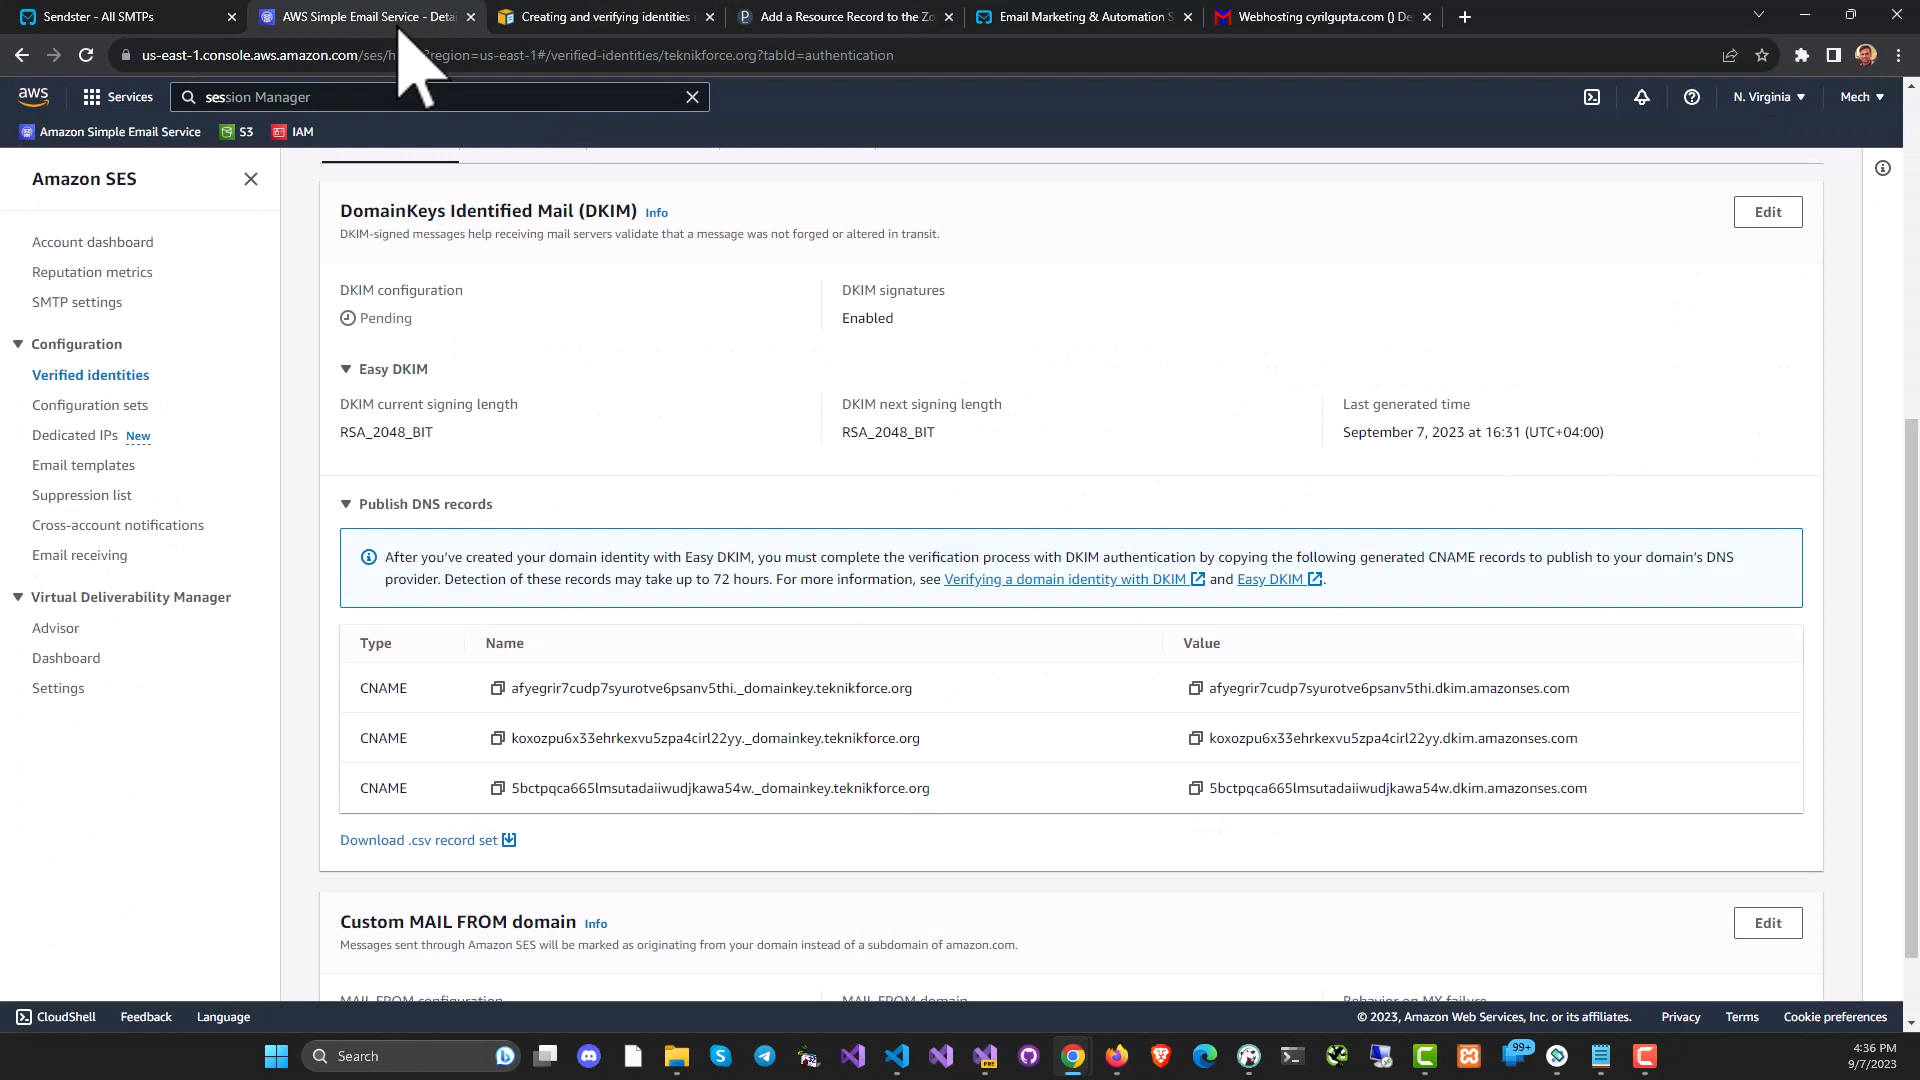 Sendster - All SMTPs
AWS Simple Email Service - Detai
Creating and verifying identities i
Add a Resource Record to the Zo
Email Marketing & Automation S
Webhosting cyrilgupta.com () De
us-east-1.console.aws.amazon.com/ses/h ?region=us-east-1#/verified-identities/teknikforce.org?tabId=authentication
aws
Services
session Manager
N. Virginia
Mech
Amazon Simple Email Service
S3
IAM
Amazon SES
Account dashboard
Reputation metrics
SMTP settings
Configuration
Verified identities
Configuration sets
Dedicated IPs New
Email templates
Suppression list
Cross-account notifications
Email receiving
Virtual Deliverability Manager
Advisor
Dashboard
Settings
DomainKeys Identified Mail (DKIM) Info
Edit
DKIM-signed messages help receiving mail servers validate that a message was not forged or altered in transit.
DKIM configuration
Pending
DKIM signatures
Enabled
Easy DKIM
DKIM current signing length
RSA_2048_BIT
DKIM next signing length
RSA_2048_BIT
Last generated time
September 7, 2023 at 16:31 (UTC+04:00)
Publish DNS records
After you've created your domain identity with Easy DKIM, you must complete the verification process with DKIM authentication by copying the following generated CNAME records to publish to your domain's DNS
provider. Detection of these records may take up to 72 hours. For more information, see Verifying a domain identity with DKIM and Easy DKIM.
Type Name Value
CNAME afyegrir7cudp7syurotve6psanv5thi._domainkey.teknikforce.org afyegrir7cudp7syurotve6psanv5thi.dkim.amazonses.com
CNAME koxozpu6x33ehrkexvu5zpa4cirl22yy._domainkey.teknikforce.org koxozpu6x33ehrkexvu5zpa4cirl22yy.dkim.amazonses.com
CNAME 5bctpqca665lmsutadaiiwudjkawa54w._domainkey.teknikforce.org 5bctpqca665lmsutadaiiwudjkawa54w.dkim.amazonses.com
Download .csv record set
Custom MAIL FROM domain Info
Edit
Messages sent through Amazon SES will be marked as originating from your domain instead of a subdomain of amazon.com.
MAIL FROM configuration
MAIL FROM domain
Behavior on MX failure
CloudShell
Feedback
Language
© 2023, Amazon Web Services, Inc. or its affiliates.
Privacy
Terms
Cookie preferences
Search
PRE
99+
4:36 PM
9/7/2023